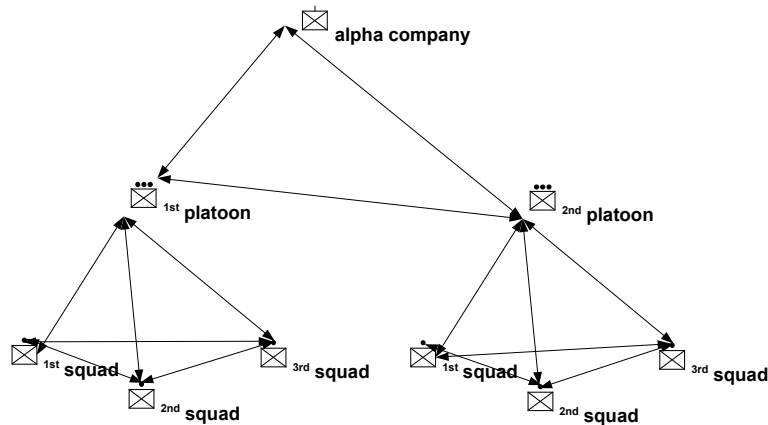 alpha company
1st platoon
2nd platoon
1st squad
3rd squad
2nd squad
1st squad
3rd squad
2nd squad